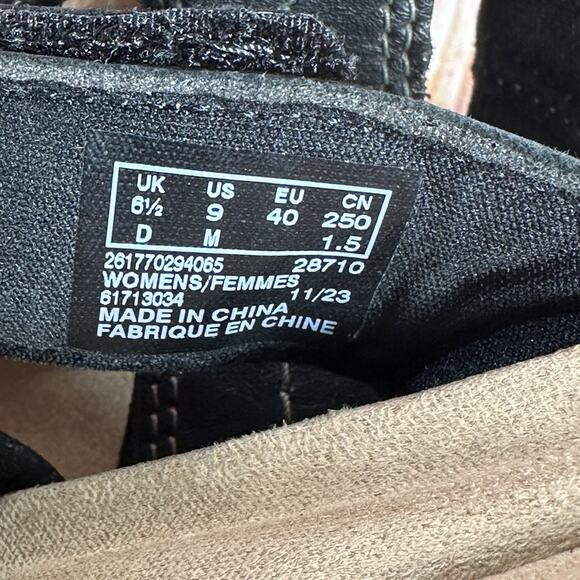 UK US EU CN
6½ 9 40 250
D M 1.5
261770294065 28710
WOMENS/FEMMES
61713034 11/23
MADE IN CHINA
FABRIQUE EN CHINE